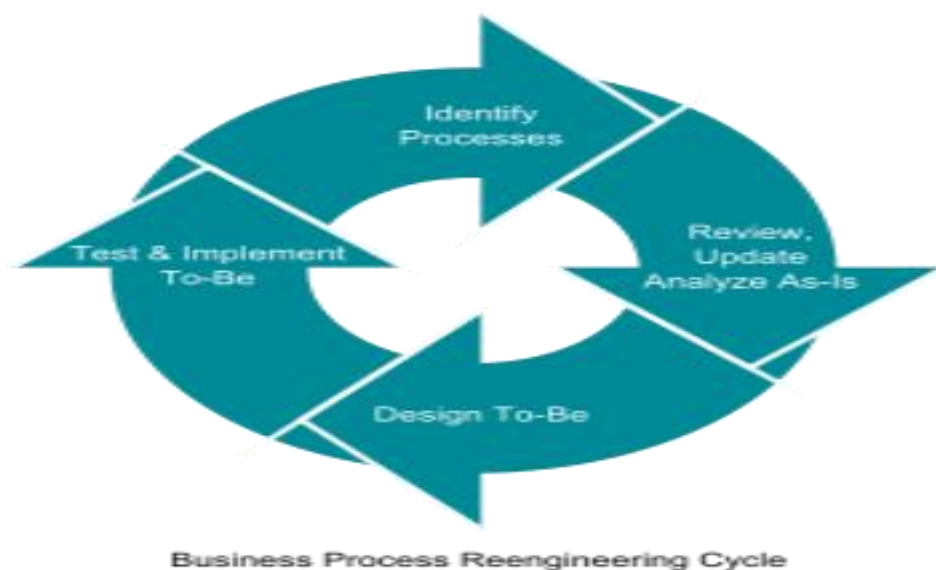 Identify
Processes
Review,
Update
Analyze As-Is
Design To-Be
Test & Implement
To-Be
Business Process Reengineering Cycle